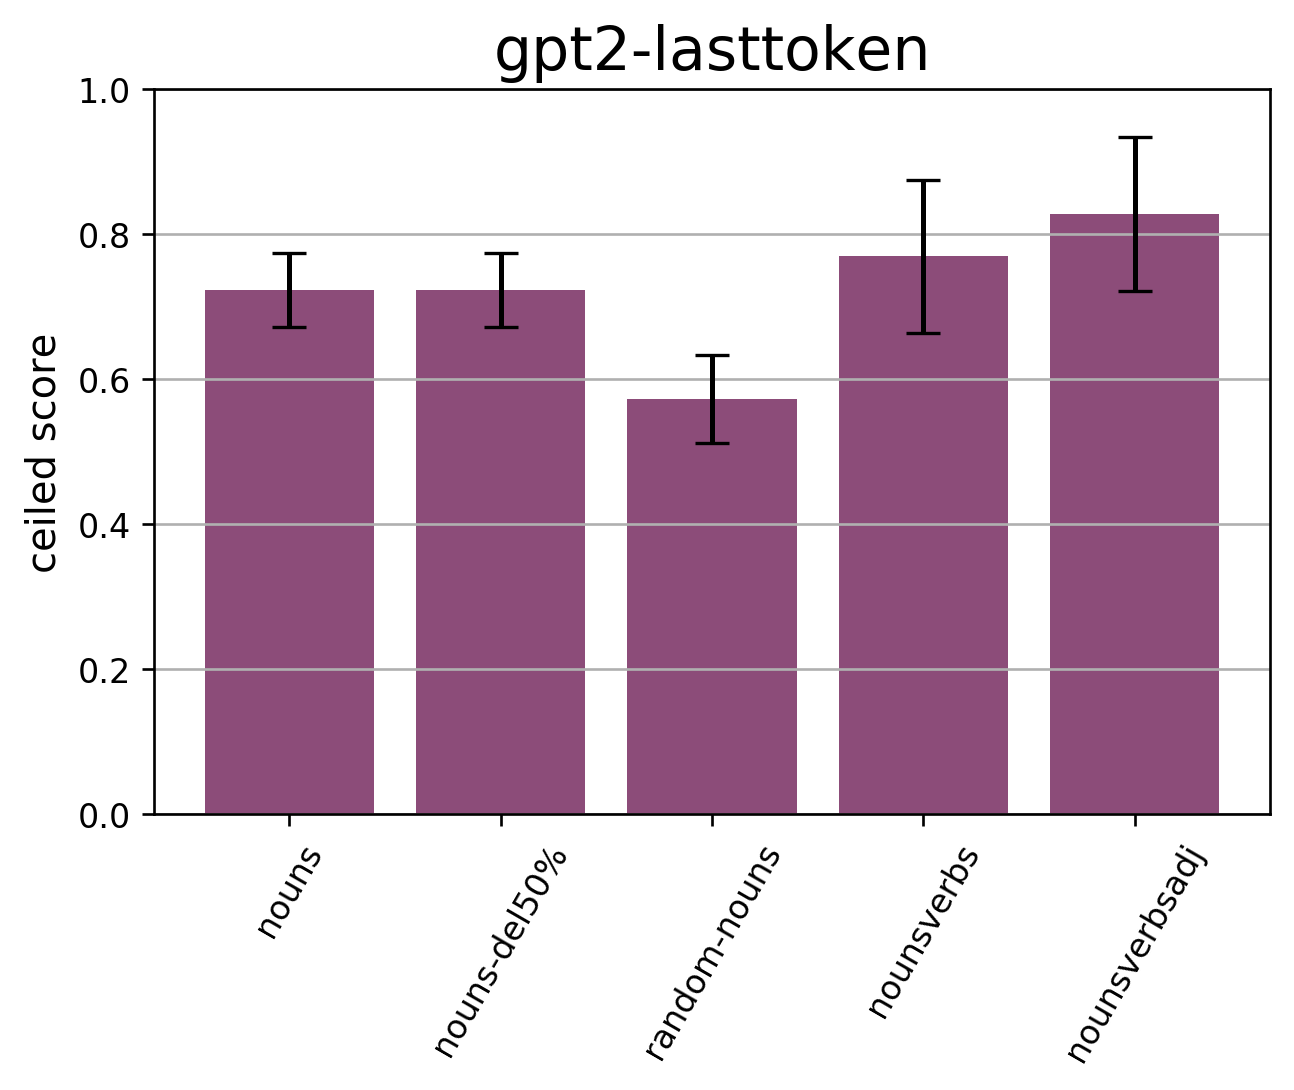 gpt2-lasttoken
ceiled score
1.0
0.8
0.6
0.4
0.2
0.0
nouns
nouns-del50%
random-nouns
nounsverbs
nounsverbsadj